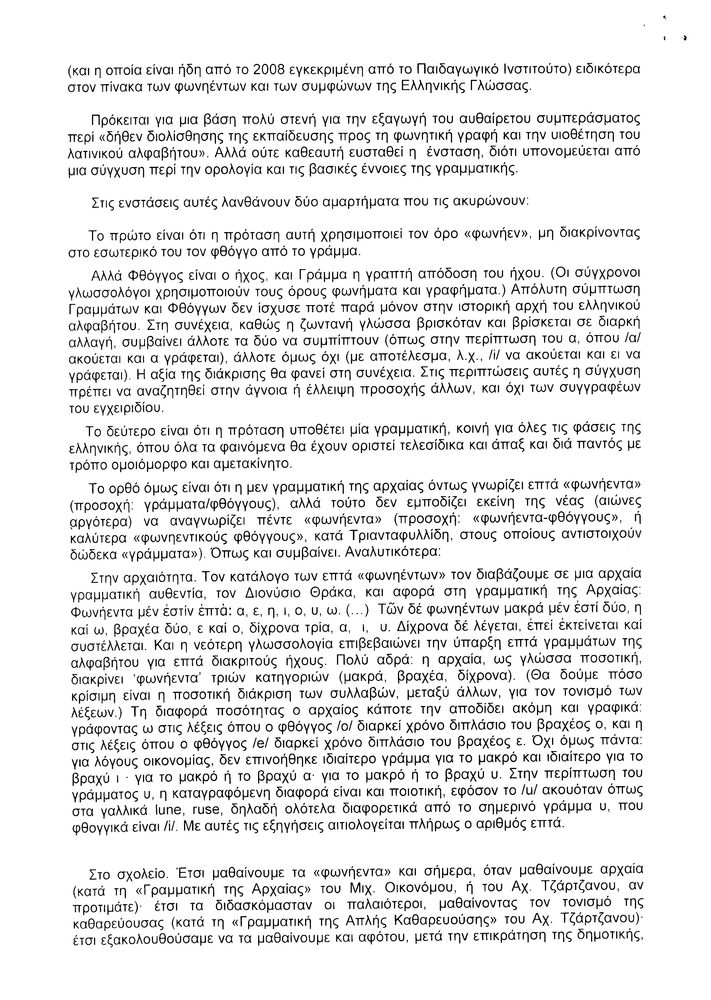 (και η οποία είναι ήδη από το 2008 εγκεκριμένη από το Παιδαγωγικό Ινστιτούτο) ειδικότερα
στον πίνακα των φωνηέντων και των συμφώνων της Ελληνικής Γλώσσας.
Πρόκειται για μια βάση πολύ στενή για την εξαγωγή του αυθαίρετου συμπεράσματος
περί «δήθεν διολίσθησης της εκπαίδευσης προς τη φωνητική γραφή και την υιοθέτηση του
λατινικού αλφαβήτου». Αλλά ούτε καθεαυτή ευσταθεί η ένσταση, διότι υπονομεύεται από
μια σύγχυση περί την ορολογία και τις βασικές έννοιες της γραμματικής.
Στις ενστάσεις αυτές λανθάνουν δύο αμαρτήματα που τις ακυρώνουν:
Το πρώτο είναι ότι η πρόταση αυτή χρησιμοποιεί τον όρο «φωνήεν», μη διακρίνοντας
στο εσωτερικό του τον φθόγγο από το γράμμα.
Αλλά Φθόγγος είναι ο ήχος, και Γράμμα η γραπτή απόδοση του ήχου. (Οι σύγχρονοι
γλωσσολόγοι χρησιμοποιούν τους όρους φωνήματα και γραφήματα.) Απόλυτη σύμπτωση
Γραμμάτων και Φθόγγων δεν ίσχυσε ποτέ παρά μόνον στην ιστορική αρχή του ελληνικού
αλφαβήτου. Στη συνέχεια, καθώς η ζωντανή γλώσσα βρισκόταν και βρίσκεται σε διαρκή
αλλαγή, συμβαίνει άλλοτε τα δύο να συμπίπτουν (όπως στην περίπτωση του α, όπου /α/
ακούεται και α γράφεται), άλλοτε όμως όχι (με αποτέλεσμα, λ.χ., /i/ να ακούεται και ει να
γράφεται). Η αξία της διάκρισης θα φανεί στη συνέχεια. Στις περιπτώσεις αυτές η σύγχυση
πρέπει να αναζητηθεί στην άγνοια ή έλλειψη προσοχής άλλων, και όχι των συγγραφέων
του εγχειριδίου.
Το δεύτερο είναι ότι η πρόταση υποθέτει μία γραμματική, κοινή για όλες τις φάσεις της
ελληνικής, όπου όλα τα φαινόμενα θα έχουν οριστεί τελεσίδικα και άπαξ και διά παντός με
τρόπο ομοιόμορφο και αμετακίνητο.
Το ορθό όμως είναι ότι η μεν γραμματική της αρχαίας όντως γνωρίζει επτά «φωνήεντα»
(προσοχή: γράμματα/φθόγγους), αλλά τούτο δεν εμποδίζει εκείνη της νέας (αιώνες
αργότερα) να αναγνωρίζει πέντε «φωνήεντα» (προσοχή: «φωνήεντα-φθόγγους», ή
καλύτερα «φωνηεντικούς φθόγγους», κατά Τριανταφυλλίδη, στους οποίους αντιστοιχούν
δώδεκα «γράμματα»). Όπως και συμβαίνει. Αναλυτικότερα:
Στην αρχαιότητα. Τον κατάλογο των επτά «φωνηέντων» τον διαβάζουμε σε μια αρχαία
γραμματική αυθεντία, τον Διονύσιο Θράκα, και αφορά στη γραμματική της Αρχαίας:
Φωνήεντα μέν ἐστίν ἑπτὰ: α, ε, η, ι, ο, υ, ω. (...) Τῶν δέ φωνηέντων μακρά μέν ἐστί δύο, η
καί ω, βραχέα δύο, ε καί ο, δίχρονα τρία, α, ι, υ. Δίχρονα δέ λέγεται, ἐπεί ἐκτείνεται καί
συστέλλεται. Και η νεότερη γλωσσολογία επιβεβαιώνει την ύπαρξη επτά γραμμάτων της
αλφαβήτου για επτά διακριτούς ήχους. Πολύ αδρά: η αρχαία, ως γλώσσα ποσοτική,
διακρίνει ‘φωνήεντα’ τριών κατηγοριών (μακρά, βραχέα, δίχρονα). (Θα δούμε πόσο
κρίσιμη είναι η ποσοτική διάκριση των συλλαβών, μεταξύ άλλων, για τον τονισμό των
λέξεων.) Τη διαφορά ποσότητας ο αρχαίος κάποτε την αποδίδει ακόμη και γραφικά:
γράφοντας ω στις λέξεις όπου ο φθόγγος /ο/ διαρκεί χρόνο διπλάσιο του βραχέος ο, και η
στις λέξεις όπου ο φθόγγος /e/ διαρκεί χρόνο διπλάσιο του βραχέος ε. Όχι όμως πάντα:
για λόγους οικονομίας, δεν επινοήθηκε ιδιαίτερο γράμμα για το μακρό και ιδιαίτερο για το
βραχύ ι · για το μακρό ή το βραχύ α· για το μακρό ή το βραχύ υ. Στην περίπτωση του
γράμματος υ, η καταγραφόμενη διαφορά είναι και ποιοτική, εφόσον το /u/ ακουόταν όπως
στα γαλλικά lune, ruse, δηλαδή ολότελα διαφορετικά από το σημερινό γράμμα υ, που
φθογγικά είναι /i/. Με αυτές τις εξηγήσεις αιτιολογείται πλήρως ο αριθμός επτά.
Στο σχολείο. Έτσι μαθαίνουμε τα «φωνήεντα» και σήμερα, όταν μαθαίνουμε αρχαία
(κατά τη «Γραμματική της Αρχαίας» του Μιχ. Οικονόμου, ή του Αχ. Τζάρτζανου, αν
προτιμάτε)· έτσι τα διδασκόμασταν οι παλαιότεροι, μαθαίνοντας τον τονισμό της
καθαρεύουσας (κατά τη «Γραμματική της Απλής Καθαρευούσης» του Αχ. Τζάρτζανου)·
έτσι εξακολουθούσαμε να τα μαθαίνουμε και αφότου, μετά την επικράτηση της δημοτικής,